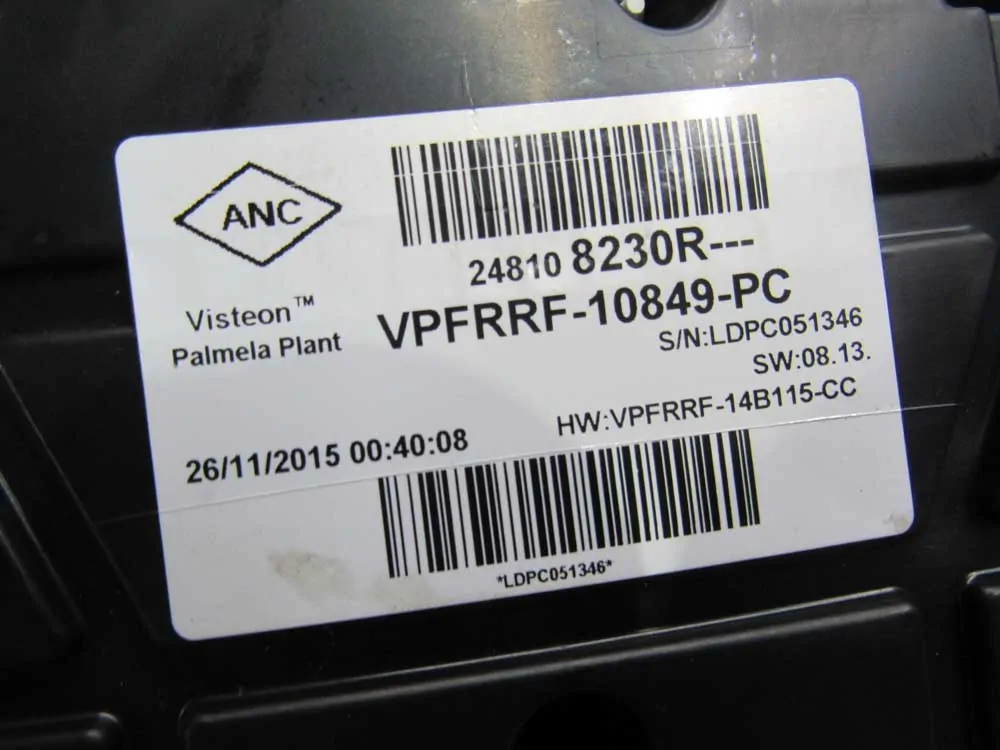 ANC
Visteon™
Palmela Plant
24810 8230R---
VPFRRF-10849-PC
S/N:LDPC051346
SW:08.13.
HW:VPFRRF-14B115-CC
26/11/2015 00:40:08
*LDPC051346*